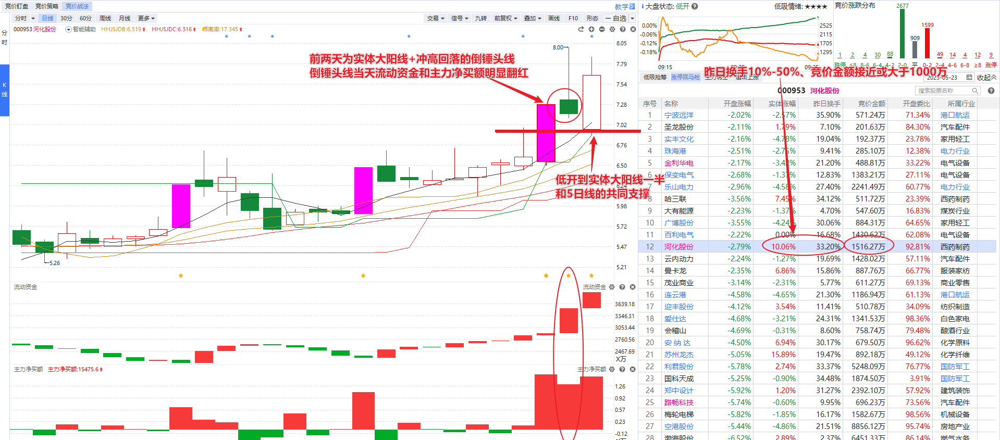 竞价盯盘 竞价策略 竞价战法 教学
分时 日线 30分 60分 周线 月线 更多 交易 信号 九转 前复权 叠加 画线 F10 形态 一 自选
分时
K线
000953 河化股份 智能辅助 HHJSJDB:6.519 HHJSJDC:6.316 乖离率:17.345
8.05
7.79
7.54
7.28
7.02
6.76
6.50
6.24
5.98
5.72
5.47
5.21
8.00
5.26
前两天为实体大阳线+冲高回落的倒锤头线
倒锤头线当天流动资金和主力净买额明显翻红
低开到实体大阳线一半
和5日线的共同支撑
流动资金 流动资金
3639.18
3346.31
3053.44
2760.56
2467.69
X万
主力净买额 主力净买额:15475.6 主力净买额
1.26
0.92
0.57
0.23
-0.12
大盘状态: 低开 低吸情绪: ★★★★
0.00%
-0.06%
-0.12%
-0.18%
2525
2115
1705
1295
09:15
竞价涨跌分布
1 2 4 30 88 2677 909 1599 49 14 4 12 9
跌停 平 0-2 2-4 4-6 6-8 ≥8 涨停
昨日换手10%-50%、竞价金额接近或大于1000万
低吸抢筹 涨停回马枪 2025-05-23 收起
000953 河化股份 搜索股票名称
序号 名称 开盘涨幅 实体涨幅 昨日换手 竞价金额 开盘委比 所属行业
1 宁波远洋 -2.02% -2.57% 35.90% 571.24万 71.34% 港口航运
2 圣龙股份 -2.11% 1.79% 7.10% 201.63万 84.30% 汽车配件
3 实丰文化 -2.16% -4.78% 19.04% 192.37万 23.78% 家用轻工
4 珠海港 -2.51% 9.41% 285.10万 12.38% 电力行业
5 金利华电 -2.17% -3.42% 21.20% 488.81万 33.22% 电气设备
6 保变电气 -2.68% 12.83% 1383.21万 27.11% 电气设备
7 乐山电力 -2.96% -4.58% 27.40% 2241.49万 60.77% 电力行业
8 哈三联 -3.56% 7.45% 34.12% 511.72万 23.39% 西药制药
9 大有能源 -2.23% -1.37% 4.70% 547.60万 16.83% 煤炭行业
10 广博股份 -3.55% -4.24% 30.06% 884.31万 64.65% 家用轻工
11 百利电气 -2.22% 0.00% 16.68% 1430.62万 62.08% 电气设备
12 河化股份 -2.79% 10.06% 33.20% 1516.27万 92.81% 西药制药
13 云内动力 -2.24% -1.27% 19.69% 1428.02万 57.11% 汽车配件
14 曼卡龙 -2.35% 6.86% 15.86% 887.76万 66.77% 服装家纺
15 茂业商业 -3.14% -2.31% 5.77% 611.27万 69.13% 商业零售
16 连云港 -4.58% -4.65% 21.30% 1186.94万 61.13% 港口航运
17 迎丰股份 -4.12% 3.54% 11.41% 510.78万 34.09% 纺织制造
18 爱仕达 -4.68% -3.21% 24.31% 1341.53万 98.36% 白色家电
19 会稽山 -4.69% -0.31% 8.60% 758.74万 79.48% 酿酒行业
20 安纳达 -4.50% 6.94% 30.17% 679.50万 96.62% 化学原料
21 苏州龙杰 -5.05% 15.89% 19.47% 892.18万 49.12% 化学纤维
22 利君股份 -5.78% 2.74% 33.37% 5248.09万 76.77% 国防军工
23 国科天成 -5.25% -0.90% 34.48% 1874.50万 3.91% 国防军工
24 郑中设计 -5.92% 1.20% 31.27% 2392.10万 57.92% 建筑装饰
25 路畅科技 -5.74% -0.60% 9.95% 696.23万 73.56% 汽车配件
26 梅轮电梯 -5.82% -1.85% 16.17% 1582.67万 98.56% 机械设备
27 空港股份 -5.44% -4.86% 21.51% 8856.12万 95.74% 房地产业
28 渤海股份 -6.52% 2.89% 2.37% 6451.33万 86.14% 燃气水务